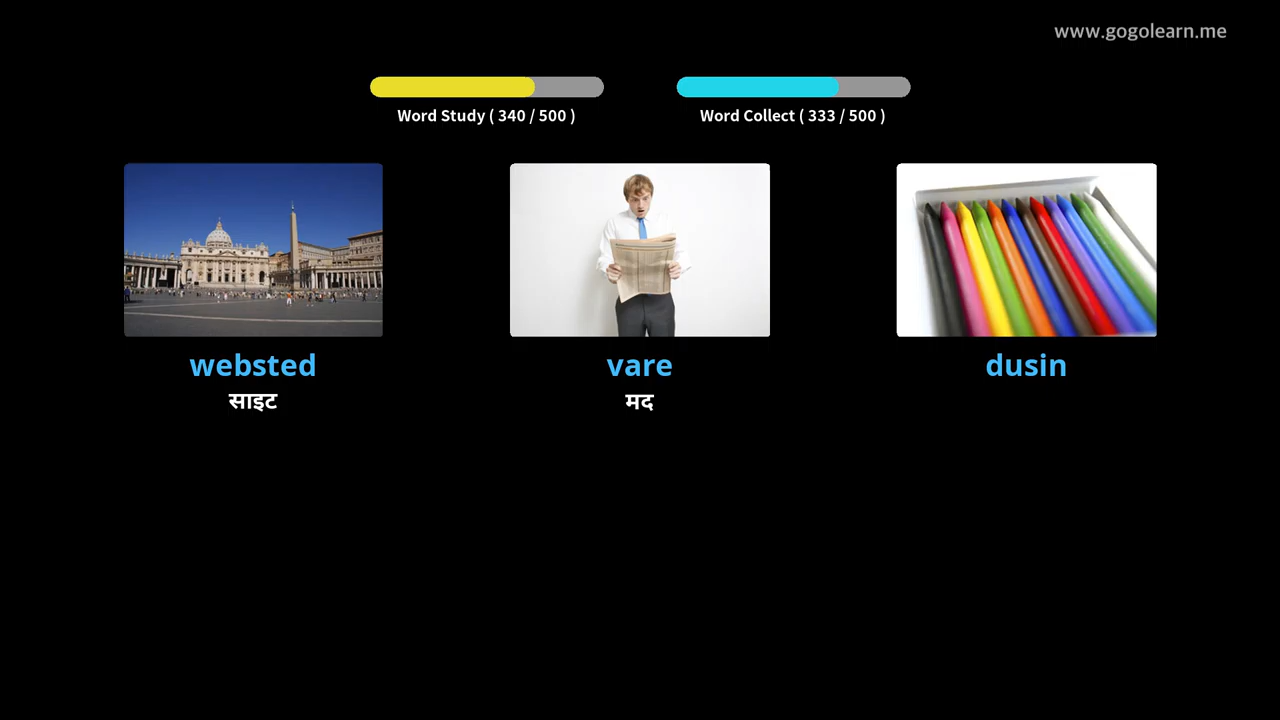 www.gogolearn.me
Word Study ( 340 / 500 )
Word Collect ( 333 / 500 )
websted
vare
dusin
साइट
मद